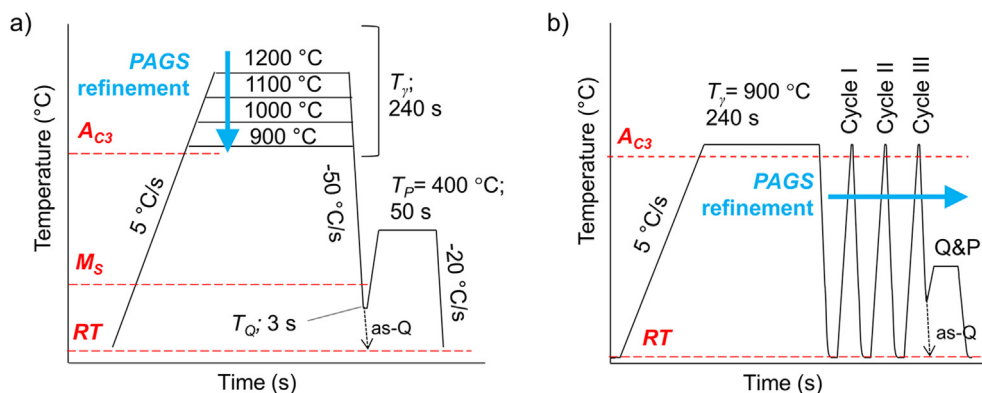 a)
PAGS
refinement
1200 °C
1100 °C
1000 °C
900 °C
Tγ;
240 s
AC3
5 °C/s
-50 °C/s
TP= 400 °C;
50 s
-20 °C/s
MS
TQ; 3 s
as-Q
RT
Temperature (°C)
Time (s)
b)
Tγ= 900 °C
240 s
Cycle I
Cycle II
Cycle III
AC3
PAGS
refinement
5 °C/s
Q&P
as-Q
RT
Temperature (°C)
Time (s)